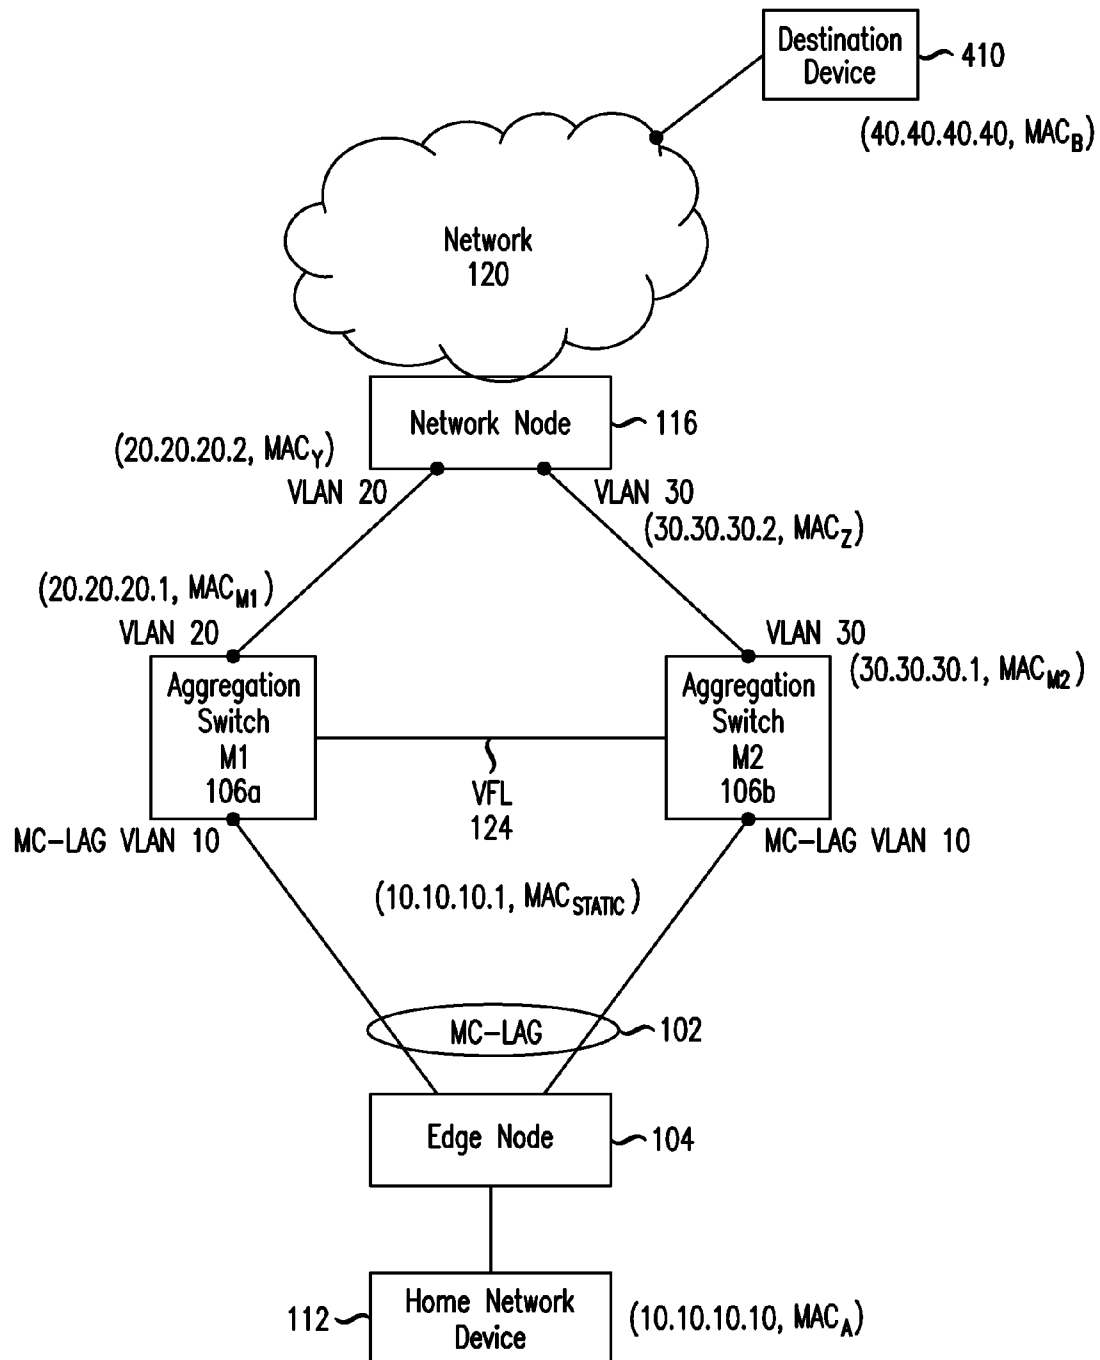 Destination
Device
410
(40.40.40.40, MACB)
Network
120
Network Node
116
(20.20.20.2, MACY)
VLAN 20
VLAN 30
(30.30.30.2, MACZ)
(20.20.20.1, MACM1)
VLAN 20
VLAN 30
(30.30.30.1, MACM2)
Aggregation
Switch
M1
106a
Aggregation
Switch
M2
106b
VFL
124
MC-LAG VLAN 10
MC-LAG VLAN 10
(10.10.10.1, MACSTATIC)
MC-LAG
102
Edge Node
104
112
Home Network
Device
(10.10.10.10, MACA)